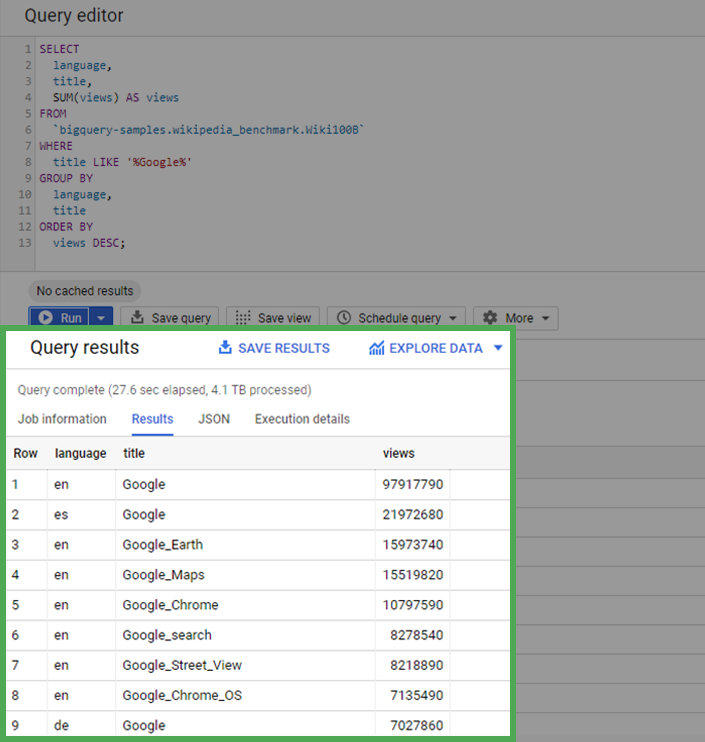 Query editor
1 SELECT
2 language,
3 title,
4 SUM(views) AS views
5 FROM
6 `bigquery-samples.wikipedia_benchmark.Wiki100B`
7 WHERE
8 title LIKE '%Google%'
9 GROUP BY
10 language,
11 title
12 ORDER BY
13 views DESC;
No cached results
Run Save query Save view Schedule query More
Query results SAVE RESULTS EXPLORE DATA
Query complete (27.6 sec elapsed, 4.1 TB processed)
Job information Results JSON Execution details
Row language title views
1 en Google 97917790
2 es Google 21972680
3 en Google_Earth 15973740
4 en Google_Maps 15519820
5 en Google_Chrome 10797590
6 en Google_search 8278540
7 en Google_Street_View 8218890
8 en Google_Chrome_OS 7135490
9 de Google 7027860